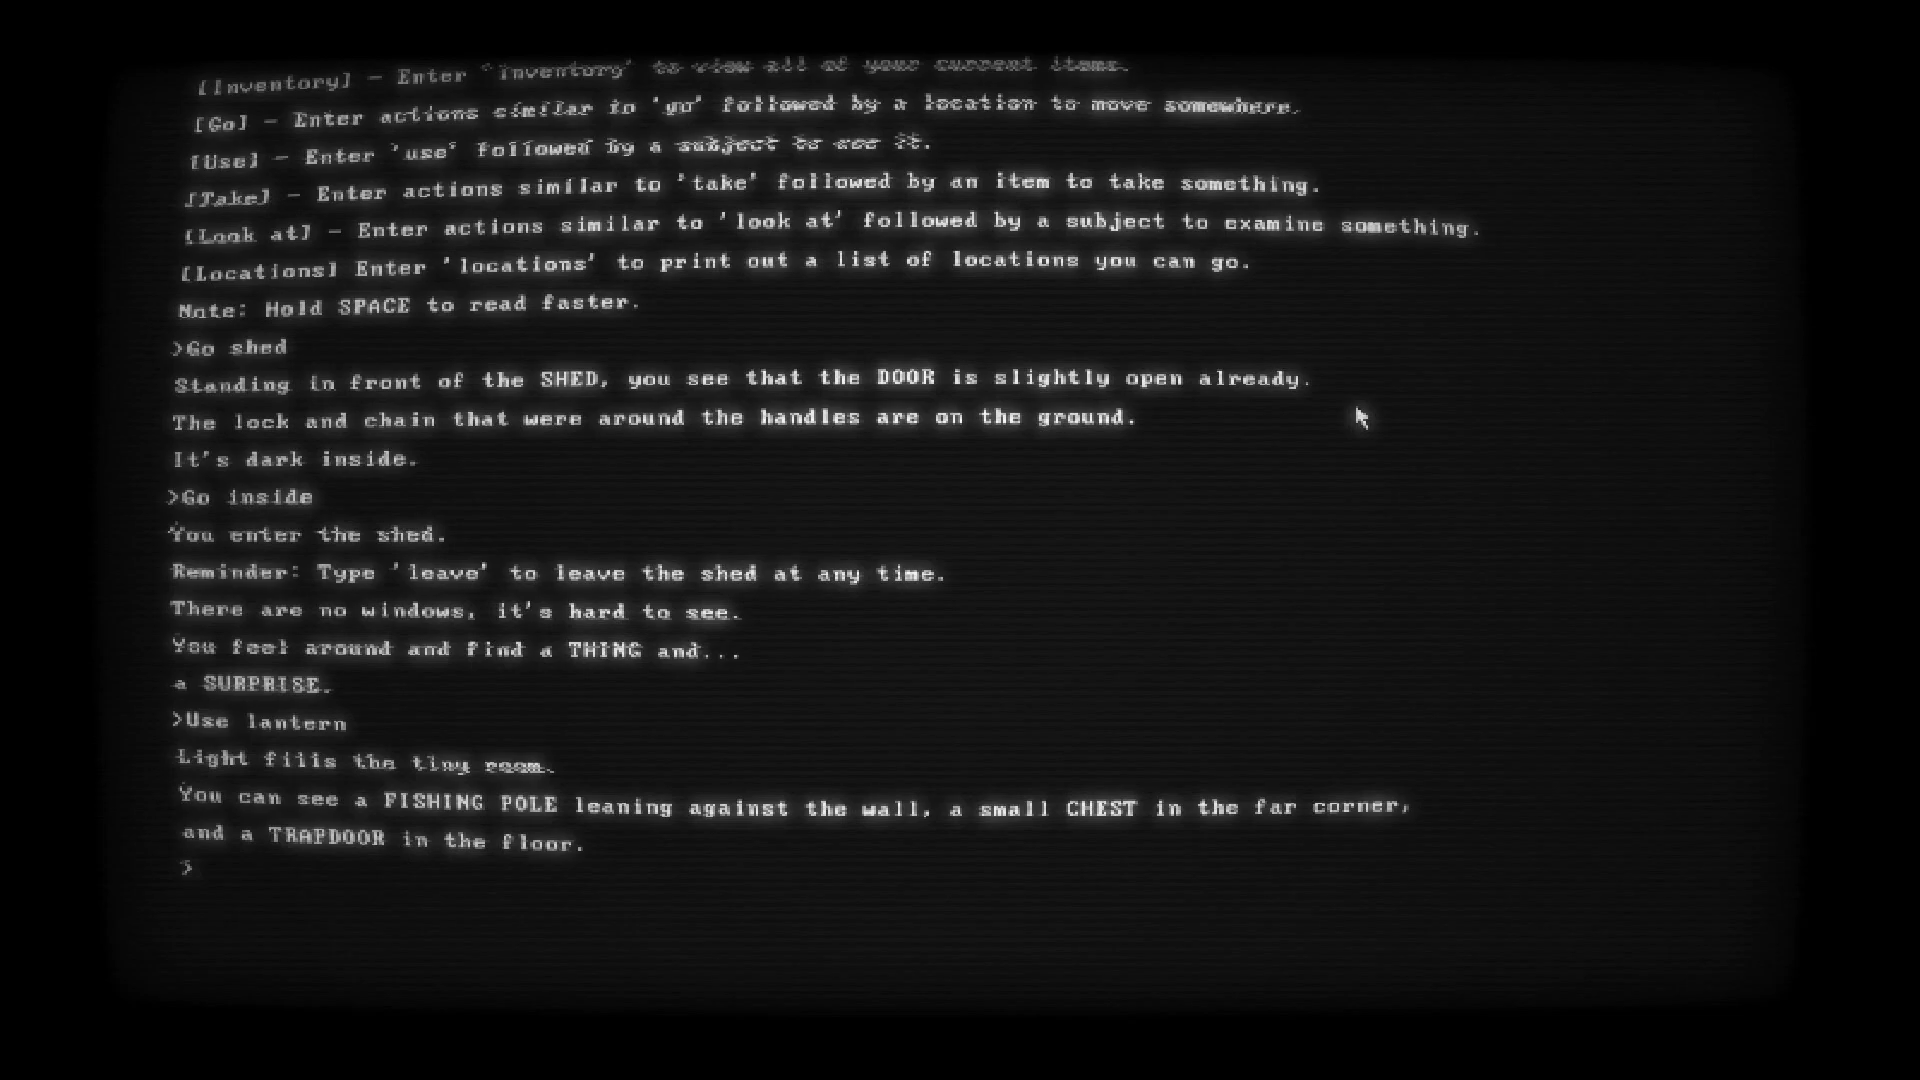 [Inventory] - Enter 'inventory' to view all of your current items.
[Go] - Enter actions similar to 'go' followed by a location to move somewhere.
[Use] - Enter 'use' followed by a subject to use it.
[Take] - Enter actions similar to 'take' followed by an item to take something.
[Look at] - Enter actions similar to 'look at' followed by a subject to examine something.
[Locations] Enter 'locations' to print out a list of locations you can go.
Note: Hold SPACE to read faster.
>Go shed
Standing in front of the SHED, you see that the DOOR is slightly open already.
The lock and chain that were around the handles are on the ground.
It's dark inside.
>Go inside
You enter the shed.
Reminder: Type 'leave' to leave the shed at any time.
There are no windows, it's hard to see.
You feel around and find a THING and...
a SURPRISE.
>Use lantern
Light fills the tiny room.
You can see a FISHING POLE leaning against the wall, a small CHEST in the far corner,
and a TRAPDOOR in the floor.
>